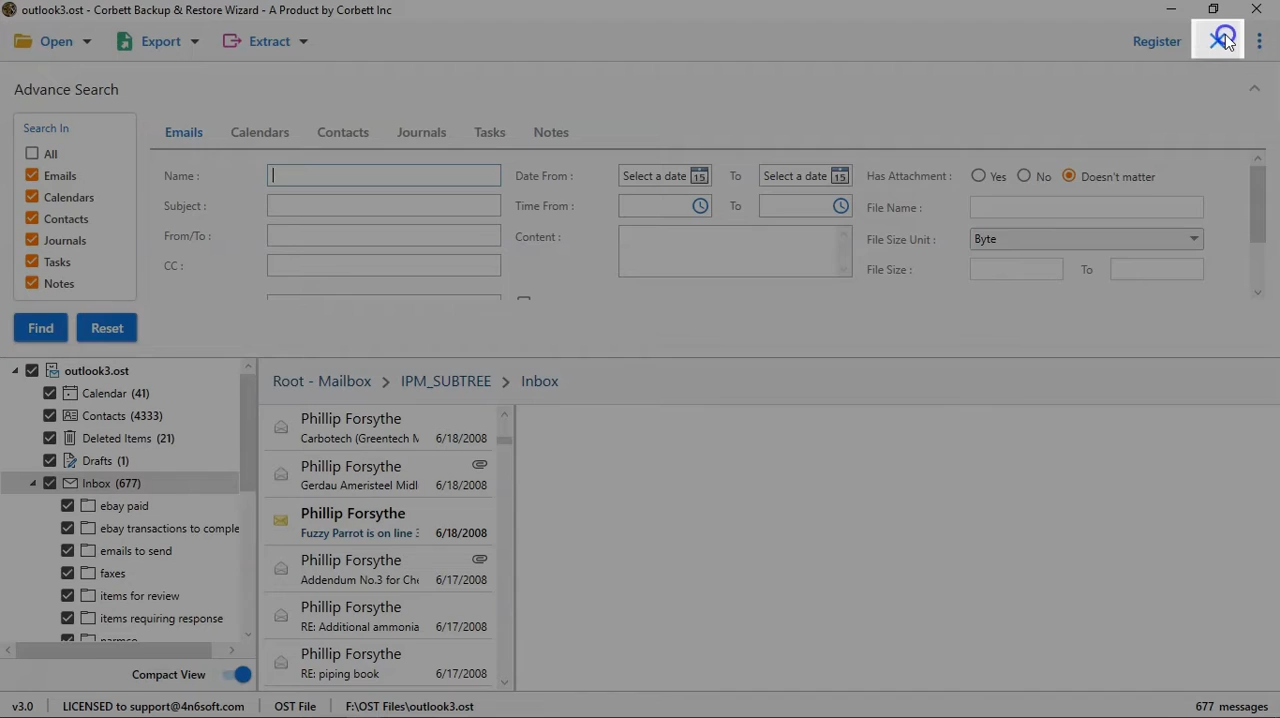 outlook3.ost - Corbett Backup & Restore Wizard - A Product by Corbett Inc
Open Export Extract Register
Advance Search
Search In
All
Emails
Calendars
Contacts
Journals
Tasks
Notes
Emails Calendars Contacts Journals Tasks Notes
Name :
Subject :
From/To :
CC :
Date From : Select a date 15 To Select a date 15
Time From : To
Content :
Has Attachment : Yes No Doesn't matter
File Name :
File Size Unit : Byte
File Size : To
Find Reset
outlook3.ost
Calendar (41)
Contacts (4333)
Deleted Items (21)
Drafts (1)
Inbox (677)
ebay paid
ebay transactions to comple
emails to send
faxes
items for review
items requiring response
Compact View
Root - Mailbox > IPM_SUBTREE > Inbox
Phillip Forsythe
Carbotech (Greentech M 6/18/2008
Phillip Forsythe
Gerdau Ameristeel Midl 6/18/2008
Phillip Forsythe
Fuzzy Parrot is on line 6/18/2008
Phillip Forsythe
Addendum No.3 for Che 6/17/2008
Phillip Forsythe
RE: Additional ammonia 6/17/2008
Phillip Forsythe
RE: piping book 6/17/2008
v3.0 LICENSED to support@4n6soft.com OST File F:\OST Files\outlook3.ost 677 messages